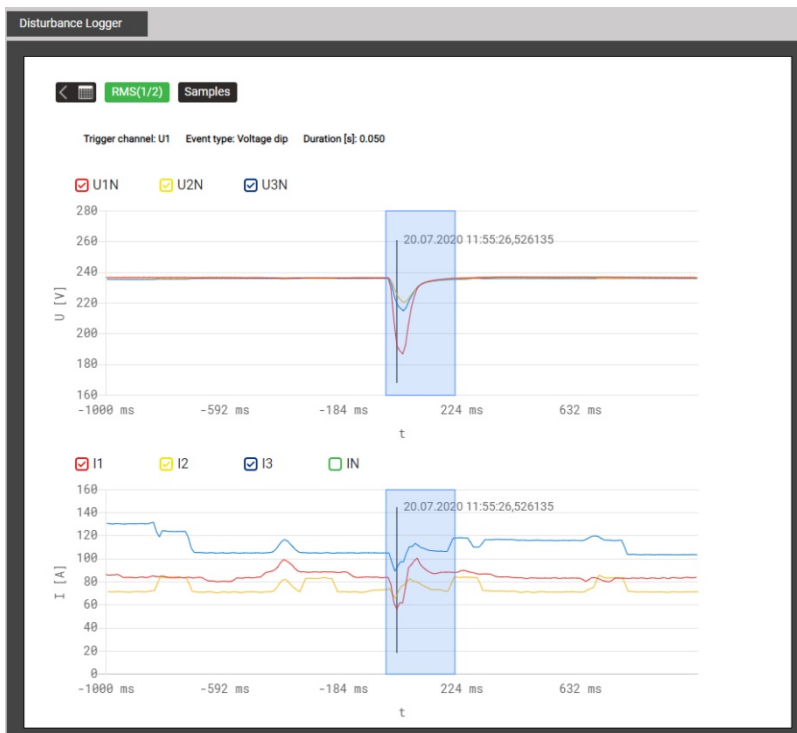 Disturbance Logger
RMS(1/2) Samples
Trigger channel: U1 Event type: Voltage dip Duration [s]: 0.050
U1N U2N U3N
280
260
20.07.2020 11:55:26,526135
240
220
200
180
160
U [V]
-1000 ms -592 ms -184 ms 224 ms 632 ms
t
I1 I2 I3 IN
160
140
20.07.2020 11:55:26,526135
120
100
80
60
40
20
0
I [A]
-1000 ms -592 ms -184 ms 224 ms 632 ms
t